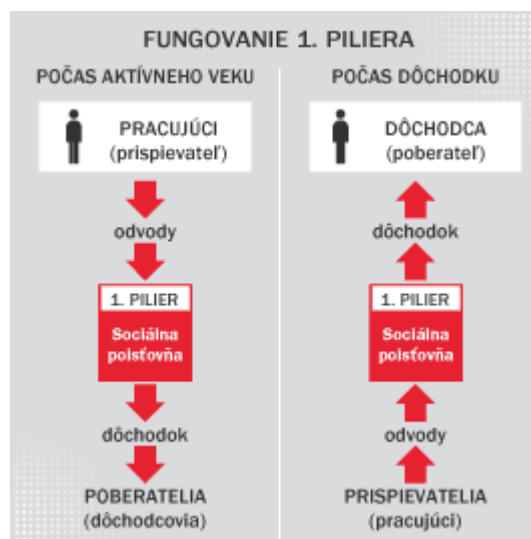 FUNGOVANIE 1. PILIERA
POČAS AKTÍVNEHO VEKU
PRACUJÚCI
(prispievateľ)
odvody
1. PILIER
Sociálna
poisťovňa
dôchodok
POBERATELIA
(dôchodcovia)
POČAS DÔCHODKU
DÔCHODCA
(poberateľ)
dôchodok
1. PILIER
Sociálna
poisťovňa
odvody
PRISPIEVATELIA
(pracujúci)